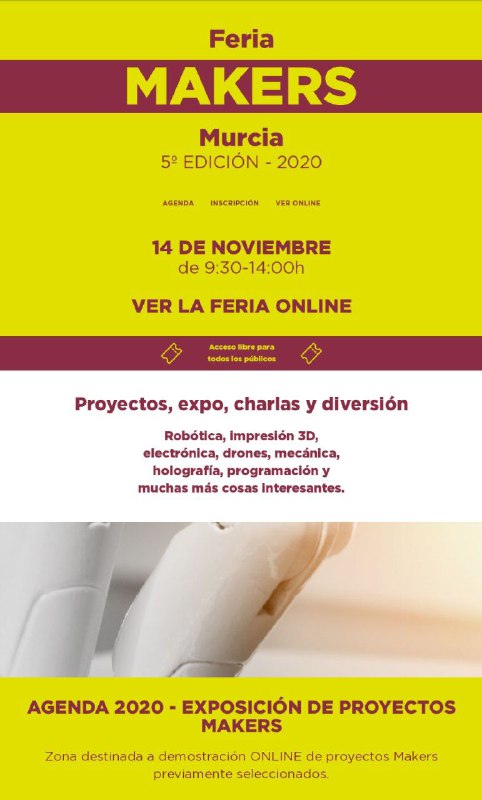 Feria
MAKERS
Murcia
5º EDICIÓN - 2020
AGENDA INSCRIPCIÓN VER ONLINE
14 DE NOVIEMBRE
de 9:30-14:00h
VER LA FERIA ONLINE
Acceso libre para
todos los públicos
Proyectos, expo, charlas y diversión
Robótica, impresión 3D,
electrónica, drones, mecánica,
holografía, programación y
muchas más cosas interesantes.
AGENDA 2020 - EXPOSICIÓN DE PROYECTOS
MAKERS
Zona destinada a demostración ONLINE de proyectos Makers
previamente seleccionados.